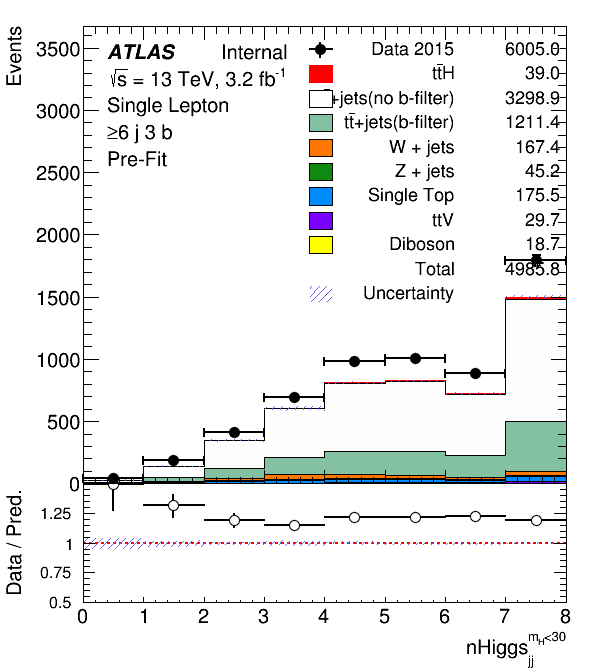 Events
3500
3000
2500
2000
1500
1000
500
0
ATLAS Internal
√s = 13 TeV, 3.2 fb-1
Single Lepton
≥6 j 3 b
Pre-Fit
Data 2015 6005.0
tt̄H 39.0
+jets(no b-filter) 3298.9
tt̄+jets(b-filter) 1211.4
W + jets 167.4
Z + jets 45.2
Single Top 175.5
ttV 29.7
Diboson 18.7
Total 4985.8
Uncertainty
Data / Pred.
1.25
1
0.75
0.5
0 1 2 3 4 5 6 7 8
nHiggs mH<30 jj